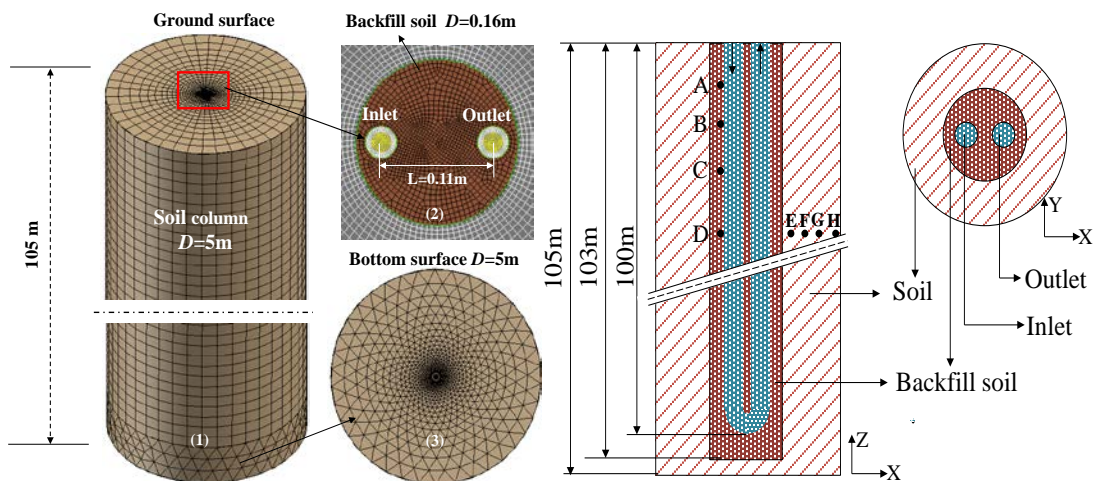 Ground surface
Backfill soil D=0.16m
Inlet
Outlet
L=0.11m
(2)
105 m
Soil column
D=5m
Bottom surface D=5m
(1)
(3)
A
B
C
D
E F G H
105m
103m
100m
Z
X
Y
X
Soil
Outlet
Inlet
Backfill soil